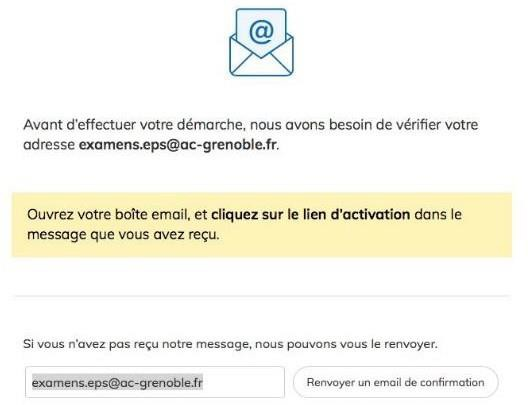 @
Avant d'effectuer votre démarche, nous avons besoin de vérifier votre
adresse examens.eps@ac-grenoble.fr.
Ouvrez votre boîte email, et cliquez sur le lien d'activation dans le
message que vous avez reçu.
Si vous n'avez pas reçu notre message, nous pouvons vous le renvoyer.
examens.eps@ac-grenoble.fr
Renvoyer un email de confirmation